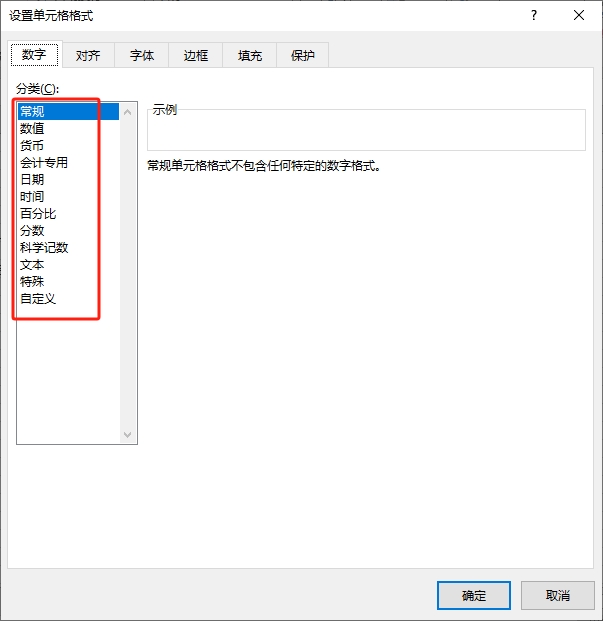 设置单元格格式
?
数字 对齐 字体 边框 填充 保护
分类(C):
常规
数值
货币
会计专用
日期
时间
百分比
分数
科学记数
文本
特殊
自定义
示例
常规单元格格式不包含任何特定的数字格式。
确定 取消